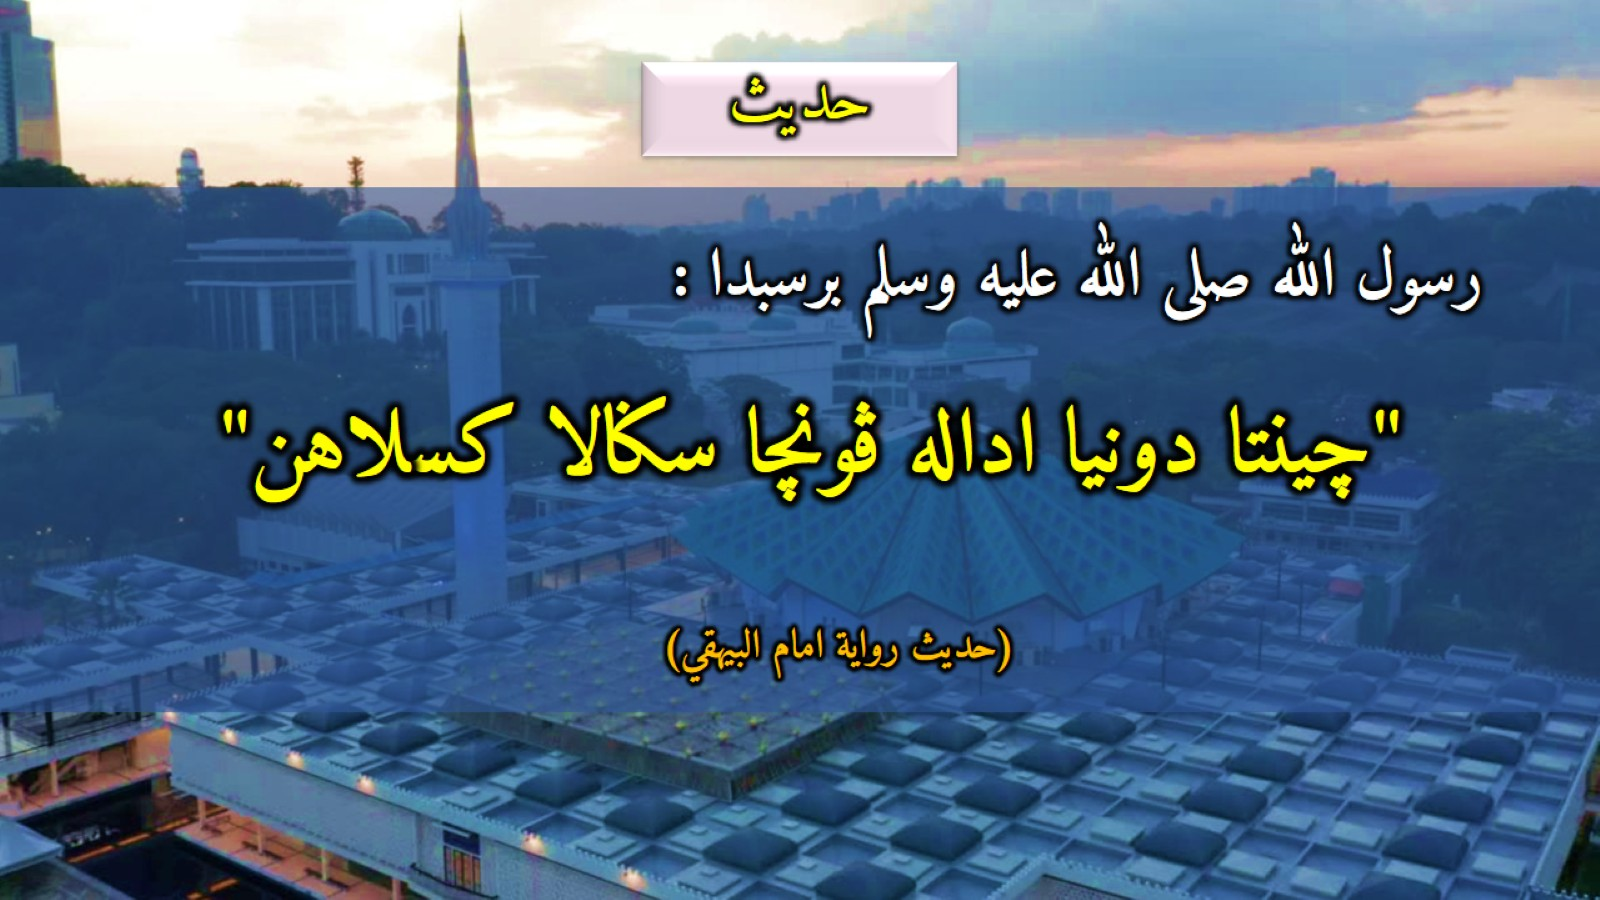 حديث
رسول الله صلى الله عليه وسلم برسبدا :
"چينتا دونيا اداله ڤونچا سݢالا کسلاهن"
(حديث رواية امام البيهقي)